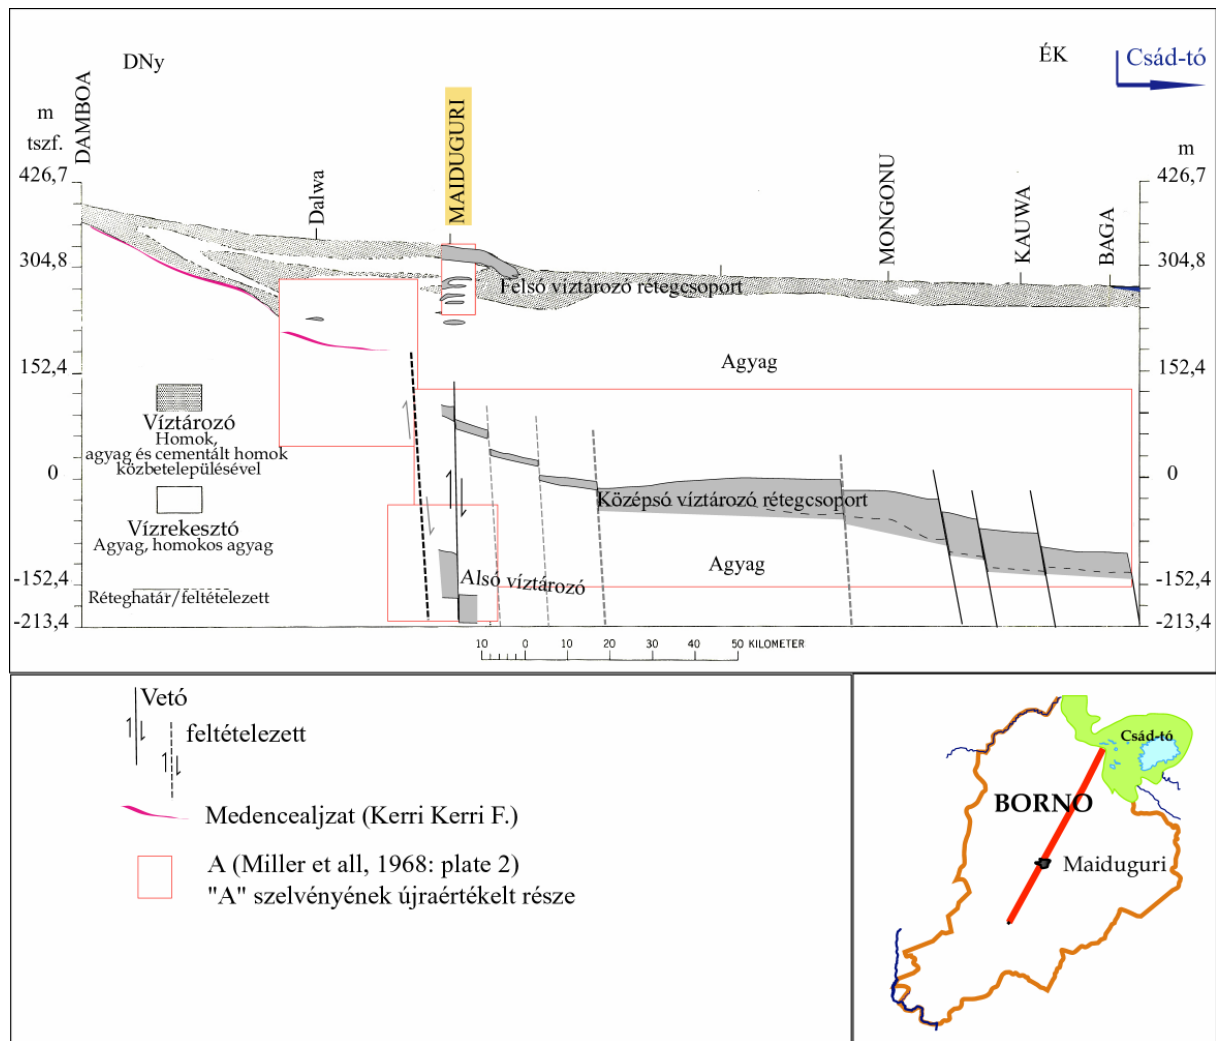 DNy
ÉK
Csád-tó
m
tszf.
DAMBOA
MAIDUGURI
m
426,7
Dalwa
MONGONU
KAUWA
BAGA
426,7
304,8
304,8
Felsó víztározó rétegcsoport
152,4
Agyag
152,4
Víztározó
Homok,
agyag és cementált homok
közbetelepülésével
0
0
Középsó víztározó rétegcsoport
Vízrekesztó
Agyag, homokos agyag
Agyag
-152,4
Alsó víztározó
-152,4
Réteghatár/feltételezett
-213,4
-213,4
10 0 10 20 30 40 50 KILOMETER
Vetó
feltételezett
Medencealjzat (Kerri Kerri F.)
A (Miller et all, 1968: plate 2)
"A" szelvényének újraértékelt része
Csád-tó
BORNO
Maiduguri